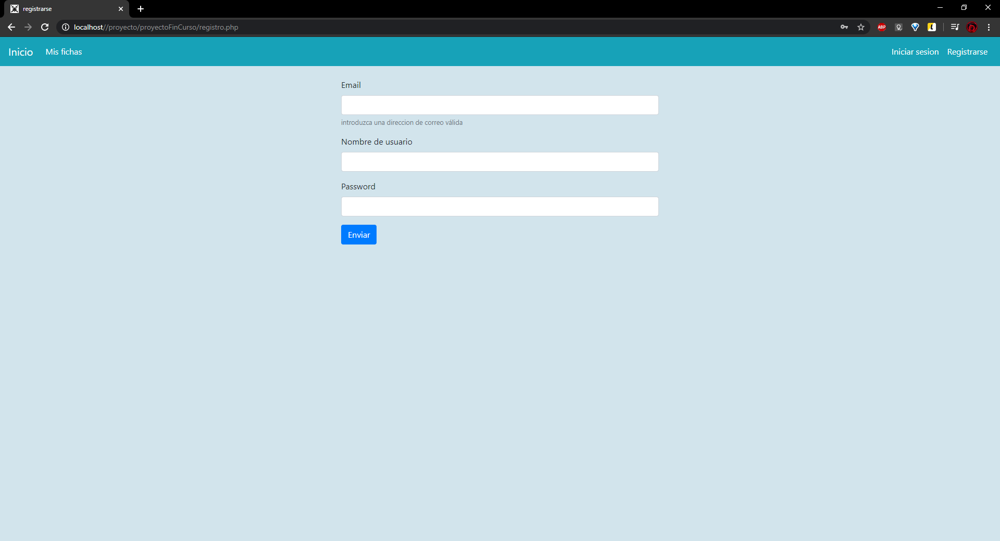 registrarse
localhost//proyecto/proyectoFinCurso/registro.php
ABP
Inicio Mis fichas Iniciar sesion Registrarse
Email
introduzca una direccion de correo válida
Nombre de usuario
Password
Enviar